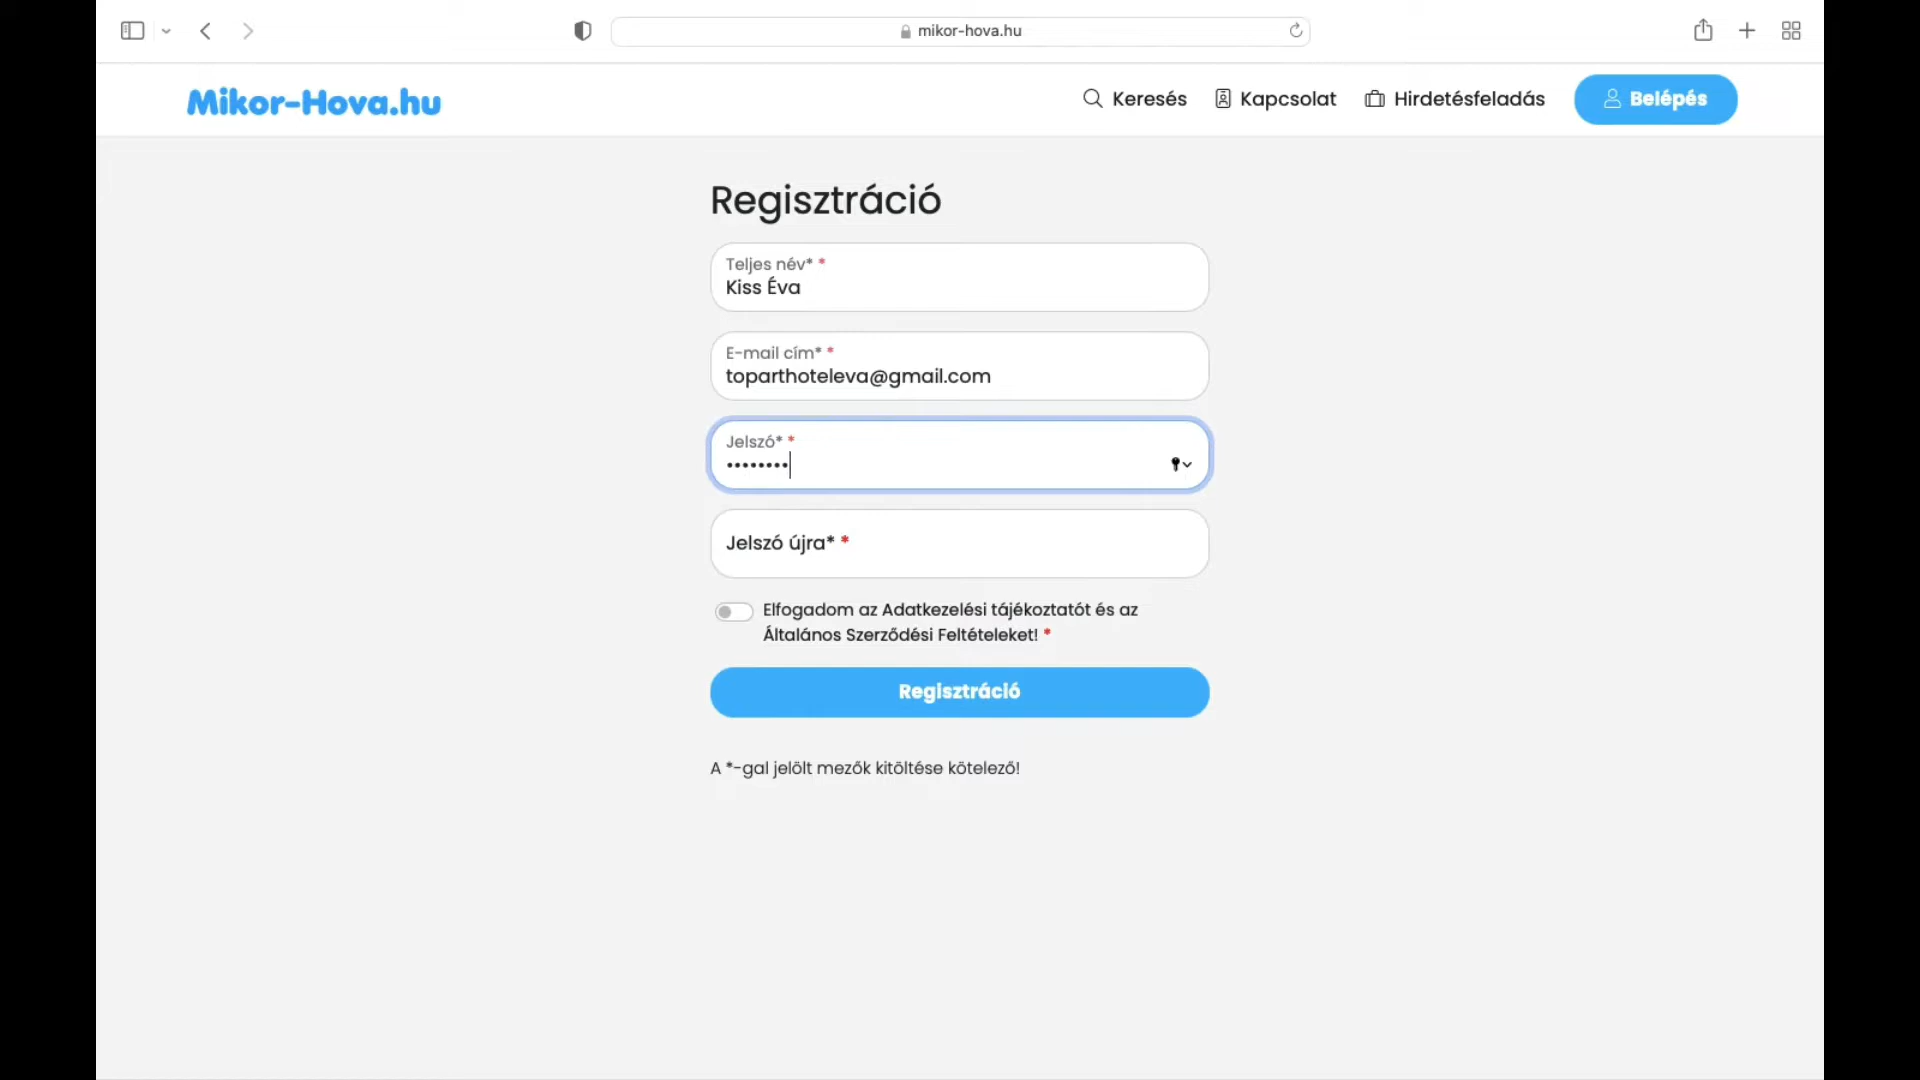 mikor-hova.hu
Mikor-Hova.hu
Keresés
Kapcsolat
Hirdetésfeladás
Belépés
Regisztráció
Teljes név* *
Kiss Éva
E-mail cím* *
toparthoteleva@gmail.com
Jelszó* *
••••••••
Jelszó újra* *
Elfogadom az Adatkezelési tájékoztatót és az
Általános Szerződési Feltételeket! *
Regisztráció
A *-gal jelölt mezők kitöltése kötelező!